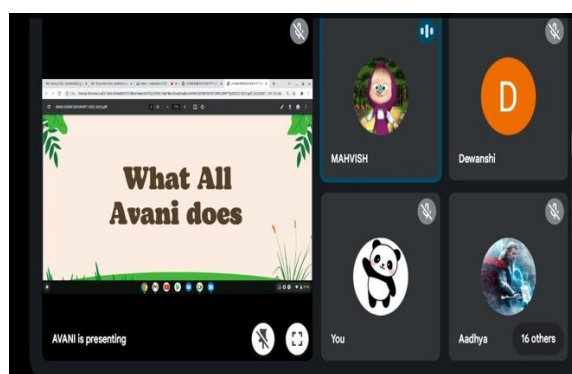 What All
Avani does
AVANI is presenting
MAHVISH
D
Dewanshi
You
Aadhya
16 others